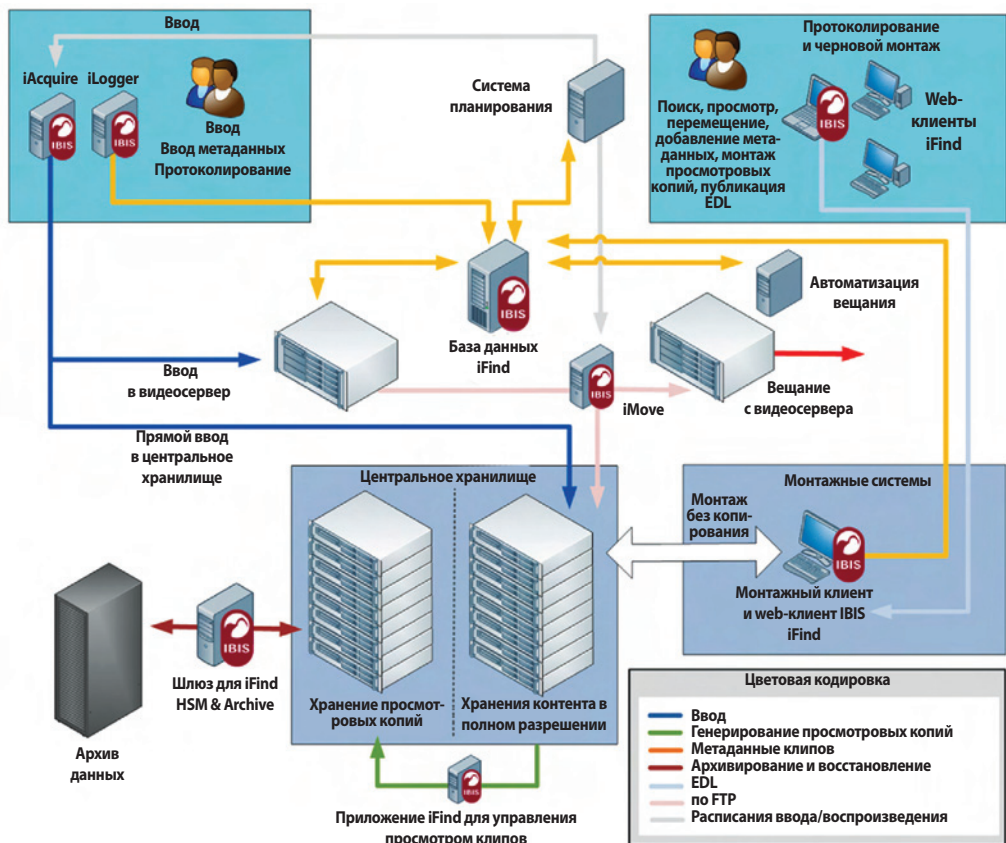 Ввод
iAcquire
iLogger
Ввод
Ввод метаданных
Протоколирование
IBIS
IBIS
Система
планирования
Протоколирование
и черновой монтаж
Поиск, просмотр,
перемещение,
добавление мета-
данных, монтаж
просмотровых
копий, публикация
EDL
IBIS
Web-
клиенты
iFind
IBIS
База данных
iFind
Автоматизация
вещания
Ввод
в видеосервер
IBIS
iMove
Вещание
с видеосервера
Прямой ввод
в центральное
хранилище
Центральное хранилище
Хранение просмот-
ровых копий
Хранения контента в
полном разрешении
Монтаж
без копи-
рования
Монтажные системы
IBIS
Монтажный клиент
и web-клиент IBIS
iFind
IBIS
Шлюз для iFind
HSM & Archive
Архив
данных
IBIS
Приложение iFind для управления
просмотром клипов
Цветовая кодировка
Ввод
Генерирование просмотровых копий
Метаданные клипов
Архивирование и восстановление
EDL
по FTP
Расписания ввода/воспроизведения